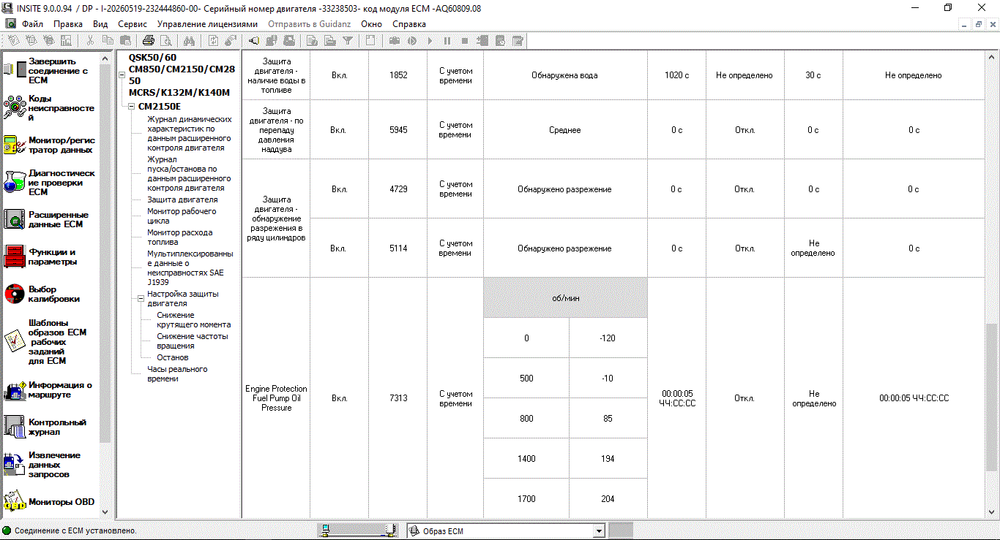 INSITE 9.0.0.94 / DP - I-20260519-232444860-00- Серийный номер двигателя -33238503- код модуля ECM -AQ60809.08
Файл Правка Вид Сервис Управление лицензиями Отправить в Guidanz Окно Справка
Завершить
соединение с
ECM
Коды
неисправносте
й
Монитор/регис
тратор данных
Диагностическ
ие проверки
ECM
Расширенные
данные ECM
Функции и
параметры
Выбор
калибровки
Шаблоны
образов ECM
рабочих
заданий
для ECM
Информация о
маршруте
Контрольный
журнал
Извлечение
данных
запросов
Мониторы OBD
QSK50/60
CM850/CM2150/CM28
50
MCRS/K132M/K140M
CM2150E
Журнал динамических
характеристик по
данным расширенного
контроля двигателя
Журнал
пуска/останова по
данным расширенного
контроля двигателя
Защита двигателя
Монитор рабочего
цикла
Монитор расхода
топлива
Мультиплексированны
е данные о
неисправностях SAE
J1939
Настройка защиты
двигателя
Снижение
крутящего момента
Снижение частоты
вращения
Останов
Часы реального
времени
Защита
двигателя -
наличие воды в
топливе
Вкл.
1852
С учетом
времени
Обнаружена вода
1020 с
Не определено
30 с
Не определено
Защита
двигателя - по
перепаду
давления
наддува
Вкл.
5945
С учетом
времени
Среднее
0 с
Откл.
0 с
0 с
Защита
двигателя -
обнаружение
разрежения в
ряду цилиндров
Вкл.
4729
С учетом
времени
Обнаружено разрежение
0 с
Откл.
0 с
0 с
Вкл.
5114
С учетом
времени
Обнаружено разрежение
0 с
Откл.
Не
определено
0 с
Engine Protection
Fuel Pump Oil
Pressure
Вкл.
7313
С учетом
времени
об/мин
0 -120
500 -10
800 85
1400 194
1700 204
00:00:05
ЧЧ:СС:СС
Откл.
Не
определено
00:00:05 ЧЧ:СС:СС
Соединение с ECM установлено.
Образ ECM